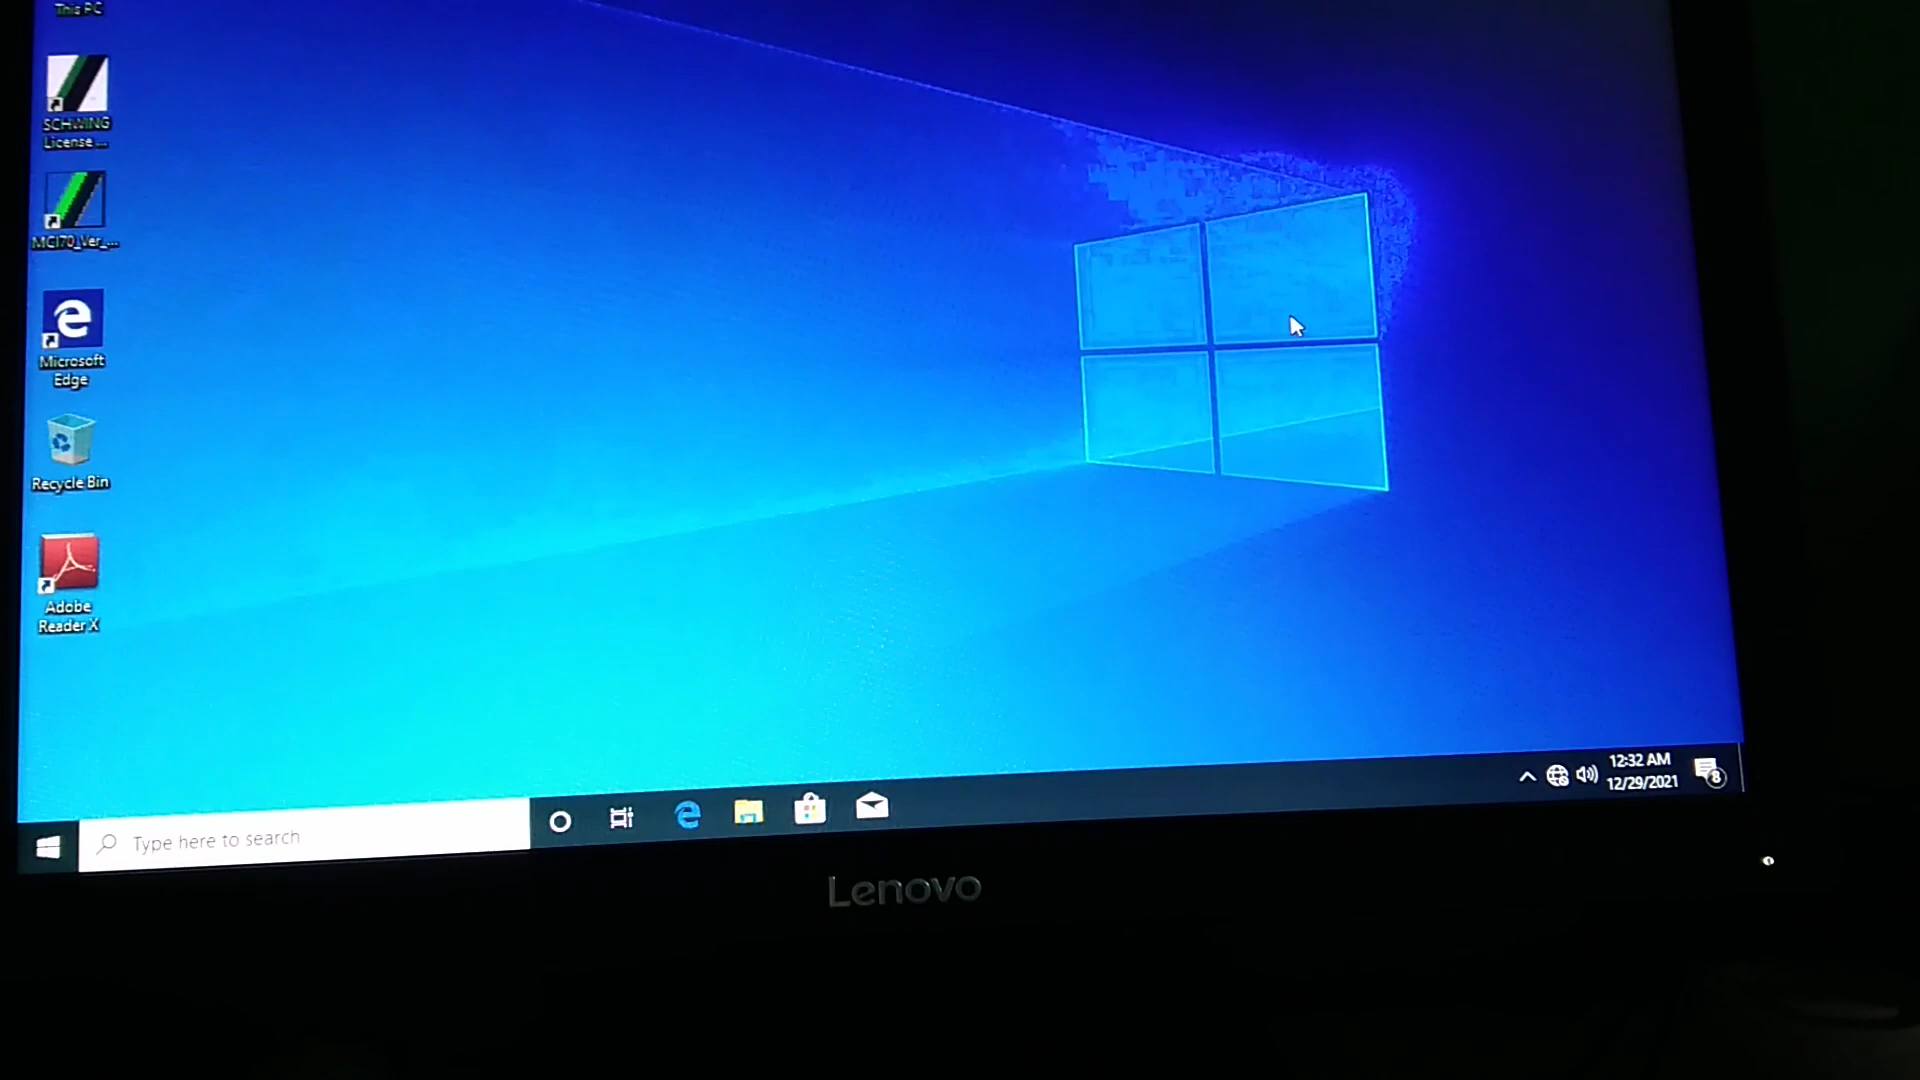 This PC
SCHWING
License ...
MCI70_Ver_...
Microsoft
Edge
Recycle Bin
Adobe
Reader X
Type here to search
12:32 AM
12/29/2021
8
Lenovo